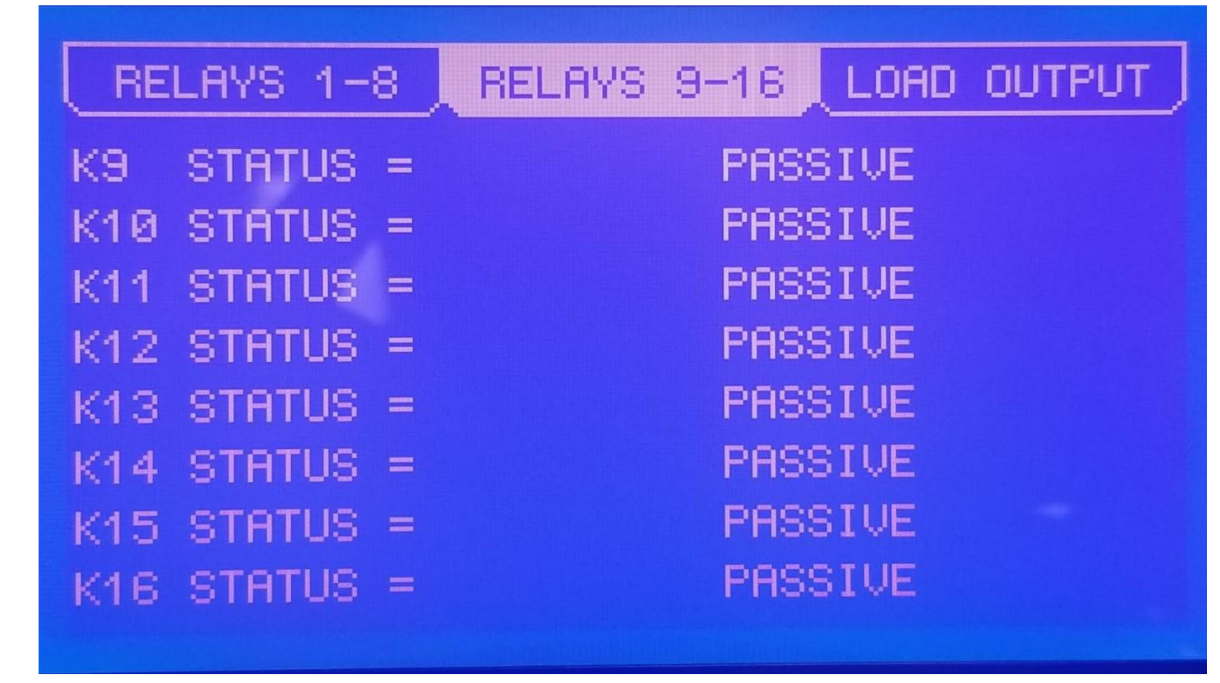 RELAYS 1-8 RELAYS 9-16 LOAD OUTPUT
K9 STATUS = PASSIVE
K10 STATUS = PASSIVE
K11 STATUS = PASSIVE
K12 STATUS = PASSIVE
K13 STATUS = PASSIVE
K14 STATUS = PASSIVE
K15 STATUS = PASSIVE
K16 STATUS = PASSIVE